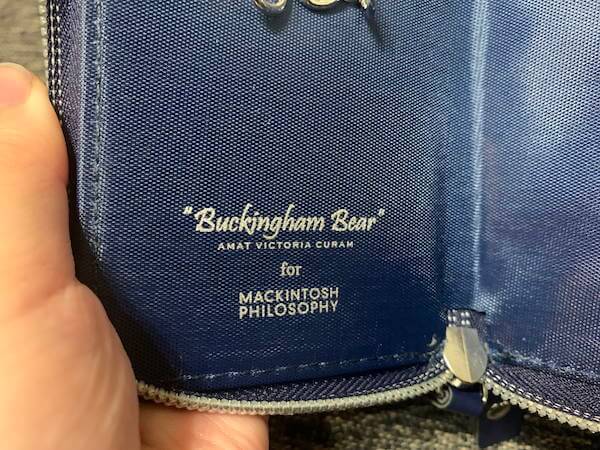 "Buckingham Bear"
AMAT VICTORIA CURAM
for
MACKINTOSH
PHILOSOPHY